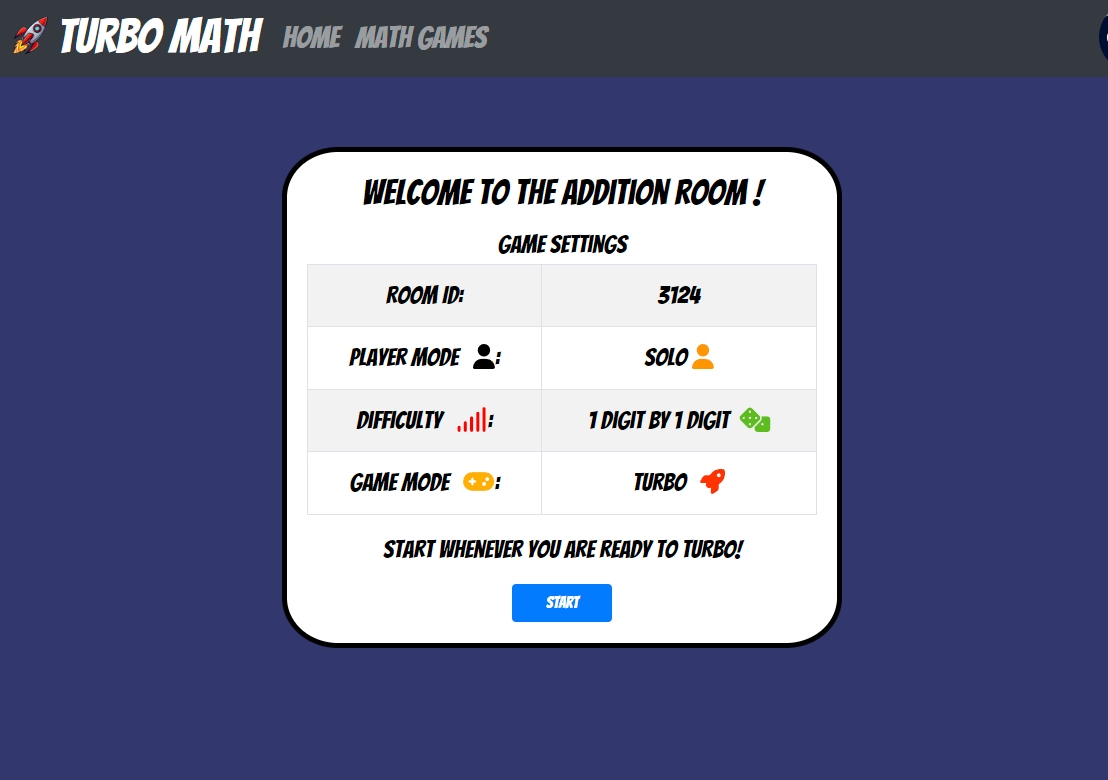 TURBO MATH HOME MATH GAMES
WELCOME TO THE ADDITION ROOM !
GAME SETTINGS
ROOM ID: 3124
PLAYER MODE : SOLO
DIFFICULTY : 1 DIGIT BY 1 DIGIT
GAME MODE : TURBO
START WHENEVER YOU ARE READY TO TURBO!
START